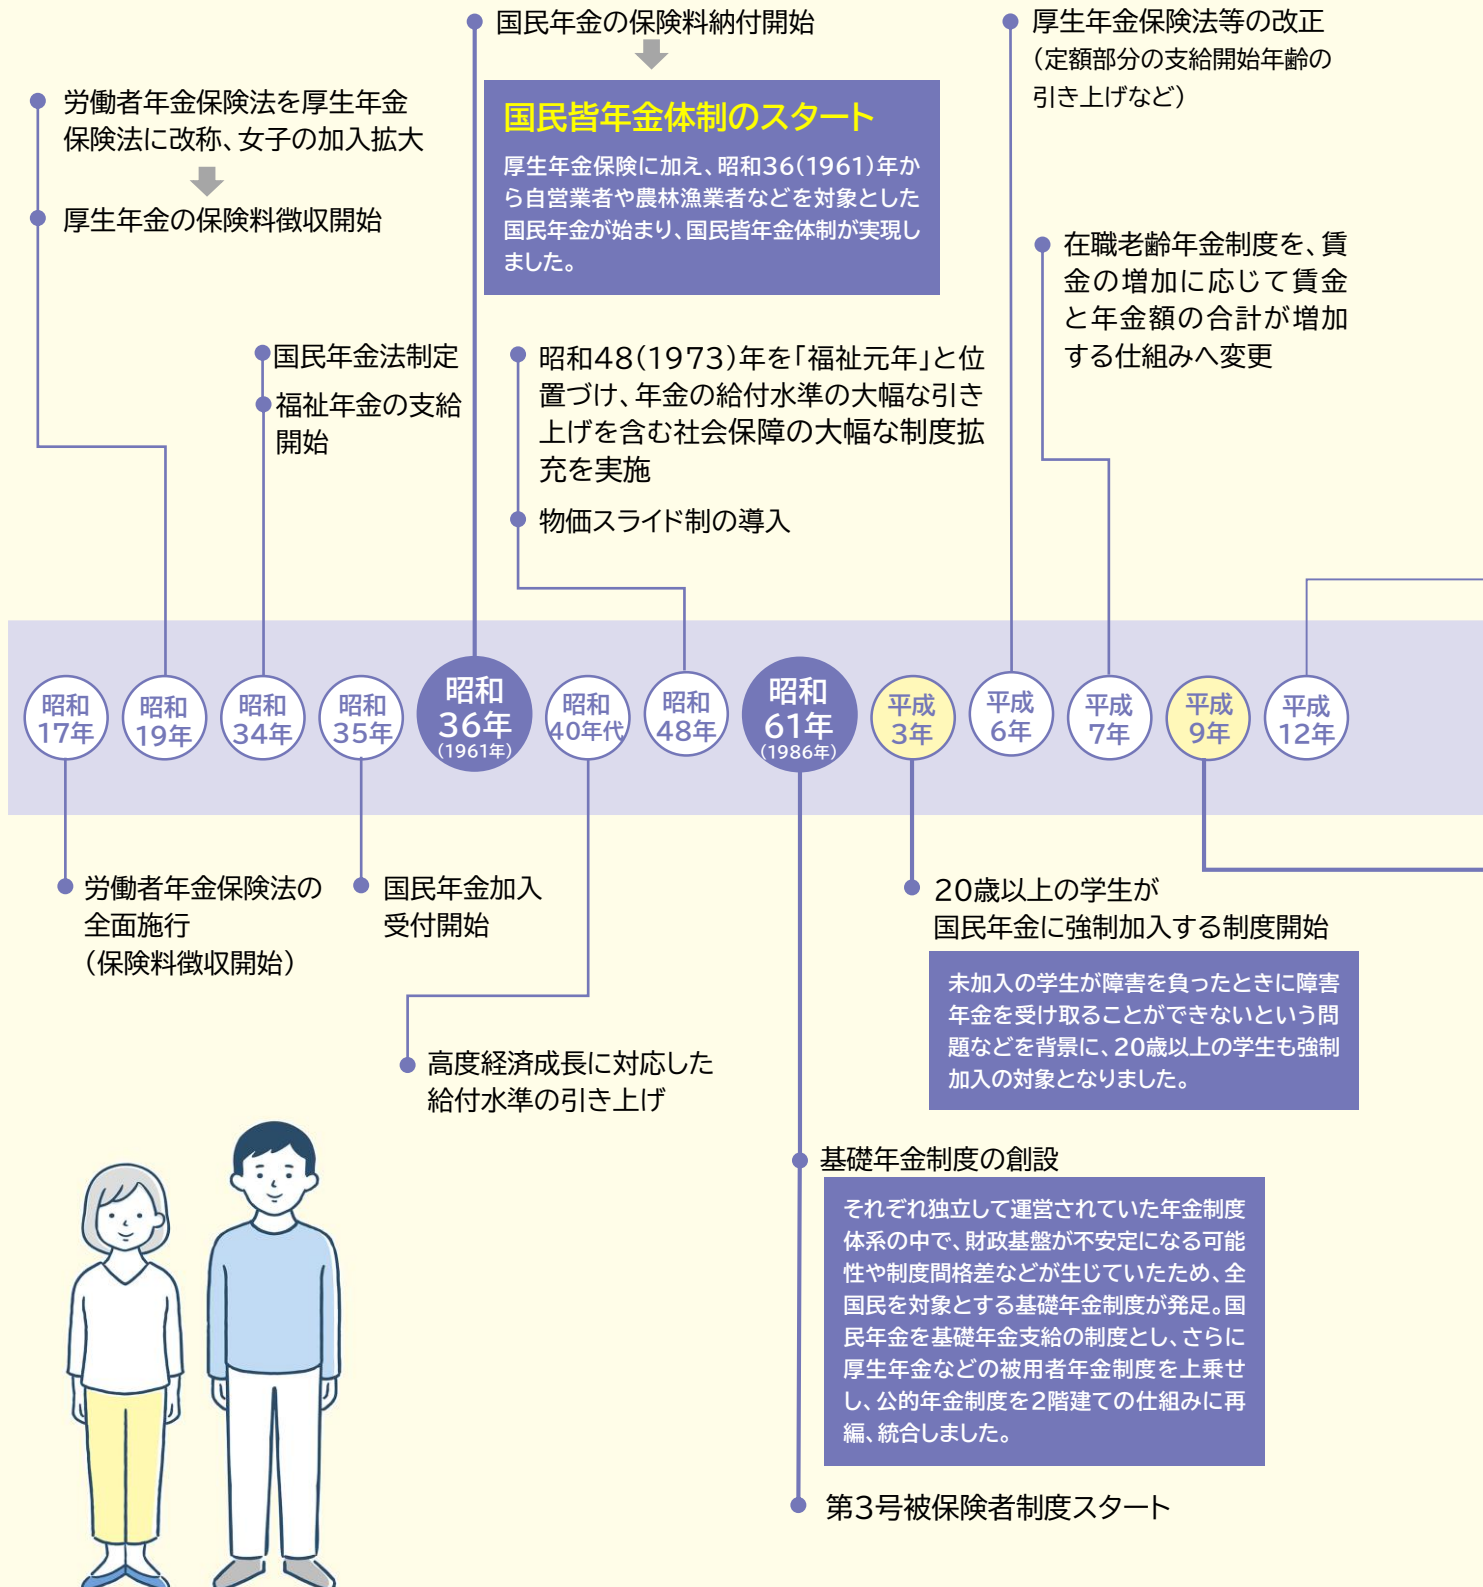 国民年金の保険料納付開始
国民皆年金体制のスタート
厚生年金保険に加え、昭和36(1961)年か
ら自営業者や農林漁業者などを対象とした
国民年金が始まり、国民皆年金体制が実現し
ました。
厚生年金保険法等の改正
(定額部分の支給開始年齢の
引き上げなど)
労働者年金保険法を厚生年金
保険法に改称、女子の加入拡大
厚生年金の保険料徴収開始
在職老齢年金制度を、賃
金の増加に応じて賃金
と年金額の合計が増加
する仕組みへ変更
国民年金法制定
福祉年金の支給
開始
昭和48(1973)年を「福祉元年」と位
置づけ、年金の給付水準の大幅な引き
上げを含む社会保障の大幅な制度拡
充を実施
物価スライド制の導入
昭和
17年
昭和
19年
昭和
34年
昭和
35年
昭和
36年
(1961年)
昭和
40年代
昭和
48年
昭和
61年
(1986年)
平成
3年
平成
6年
平成
7年
平成
9年
平成
12年
労働者年金保険法の
全面施行
(保険料徴収開始)
国民年金加入
受付開始
高度経済成長に対応した
給付水準の引き上げ
20歳以上の学生が
国民年金に強制加入する制度開始
未加入の学生が障害を負ったときに障害
年金を受け取ることができないという問
題などを背景に、20歳以上の学生も強制
加入の対象となりました。
基礎年金制度の創設
それぞれ独立して運営されていた年金制度
体系の中で、財政基盤が不安定になる可能
性や制度間格差などが生じていたため、全
国民を対象とする基礎年金制度が発足。国
民年金を基礎年金支給の制度とし、さらに
厚生年金などの被用者年金制度を上乗せ
し、公的年金制度を2階建ての仕組みに再
編、統合しました。
第3号被保険者制度スタート